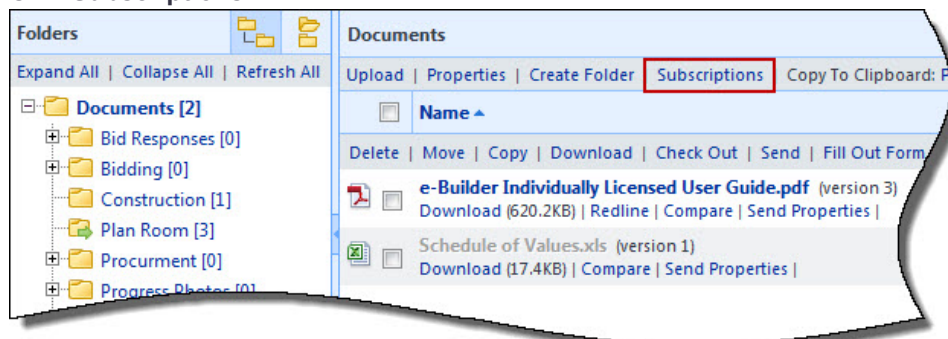 Folders
Documents
Expand All | Collapse All | Refresh All
Upload | Properties | Create Folder | Subscriptions Copy To Clipboard:
Documents [2]
Name
Bid Responses [0]
Delete | Move | Copy | Download | Check Out | Send | Fill Out Form
Bidding [0]
e-Builder Individually Licensed User Guide.pdf (version 3)
Construction [1]
Download (620.2KB) | Redline | Compare | Send Properties |
Plan Room [3]
Schedule of Values.xls (version 1)
Procurment [0]
Download (17.4KB) | Compare | Send Properties |
Progress Photos [0]